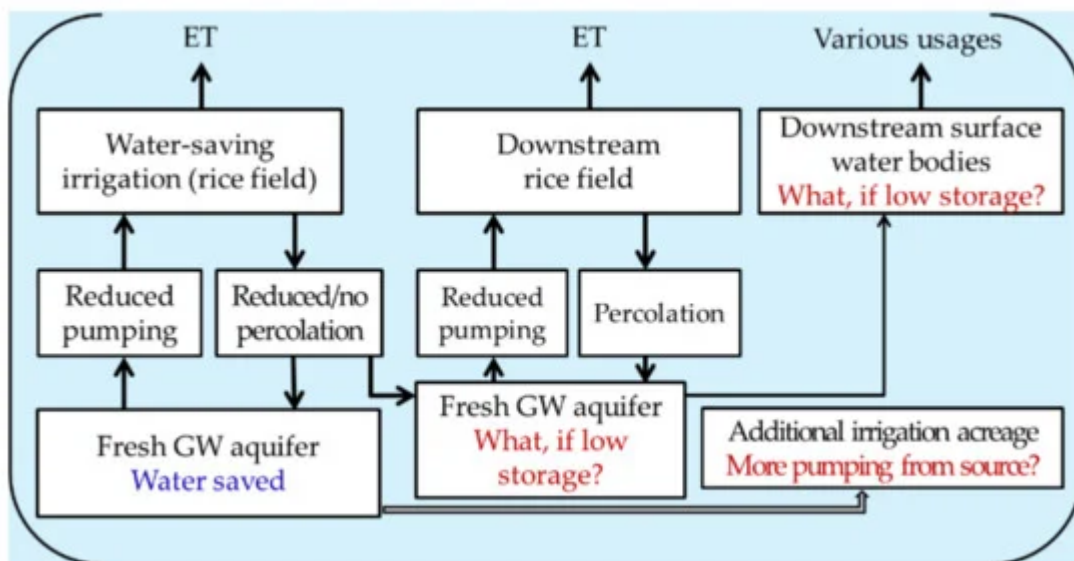 ET
ET
Various usages
Water-saving
irrigation (rice field)
Downstream
rice field
Downstream surface
water bodies
What, if low storage?
Reduced
pumping
Reduced/no
percolation
Reduced
pumping
Percolation
Fresh GW aquifer
Water saved
Fresh GW aquifer
What, if low
storage?
Additional irrigation acreage
More pumping from source?